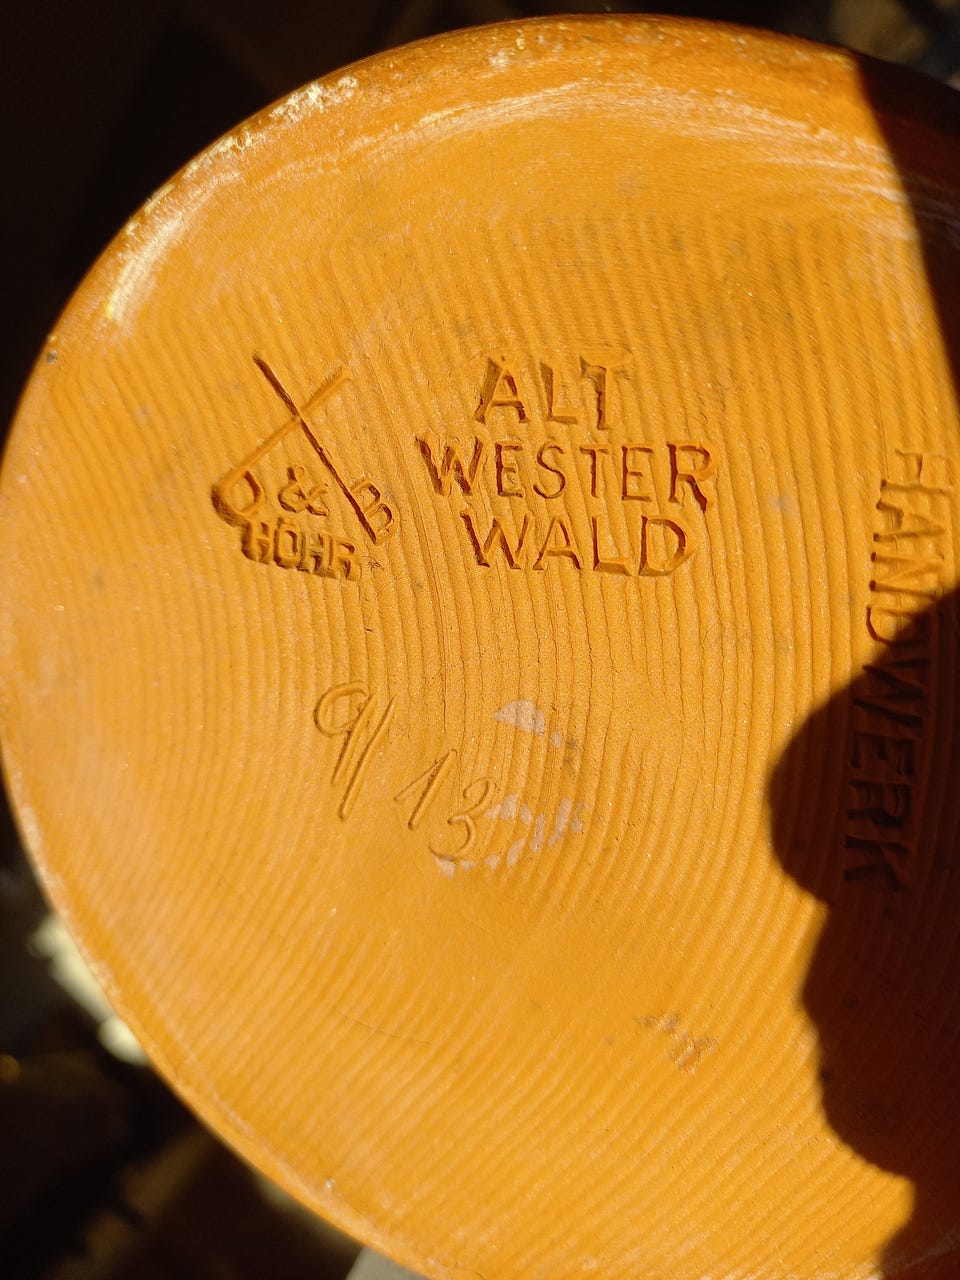 D & B
HÖHR
ALT
WESTER
WALD
HANDWERK
13